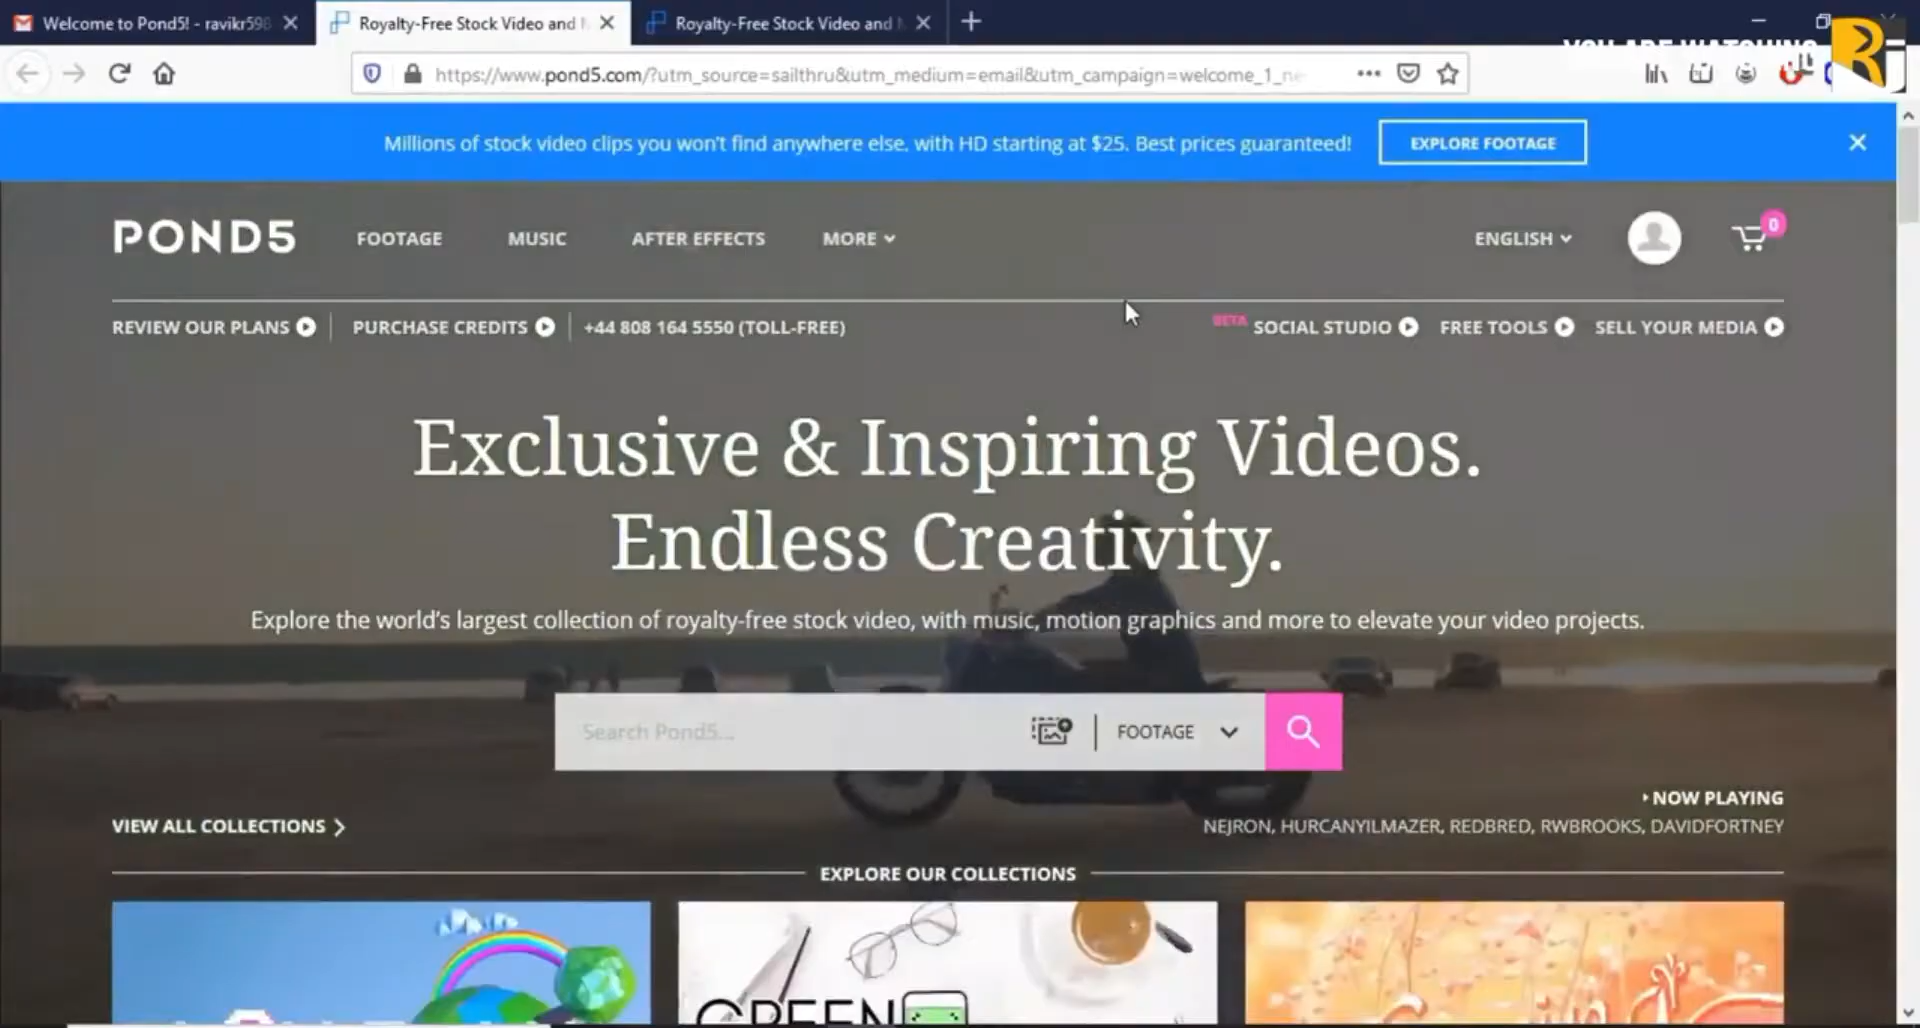 Welcome to Pond5! - ravikr598
Royalty-Free Stock Video and
Royalty-Free Stock Video and
YOU ARE WATCHING
https://www.pond5.com/?utm_source=sailthru&utm_medium=email&utm_campaign=welcome_1_ne
Millions of stock video clips you won't find anywhere else, with HD starting at $25. Best prices guaranteed!
EXPLORE FOOTAGE
POND5
FOOTAGE
MUSIC
AFTER EFFECTS
MORE
ENGLISH
0
REVIEW OUR PLANS
PURCHASE CREDITS
+44 808 164 5550 (TOLL-FREE)
BETA
SOCIAL STUDIO
FREE TOOLS
SELL YOUR MEDIA
Exclusive & Inspiring Videos.
Endless Creativity.
Explore the world's largest collection of royalty-free stock video, with music, motion graphics and more to elevate your video projects.
Search Pond5...
FOOTAGE
NOW PLAYING
VIEW ALL COLLECTIONS
NEJRON, HURCANYILMAZER, REDBRED, RWBROOKS, DAVIDFORTNEY
EXPLORE OUR COLLECTIONS
GREEN